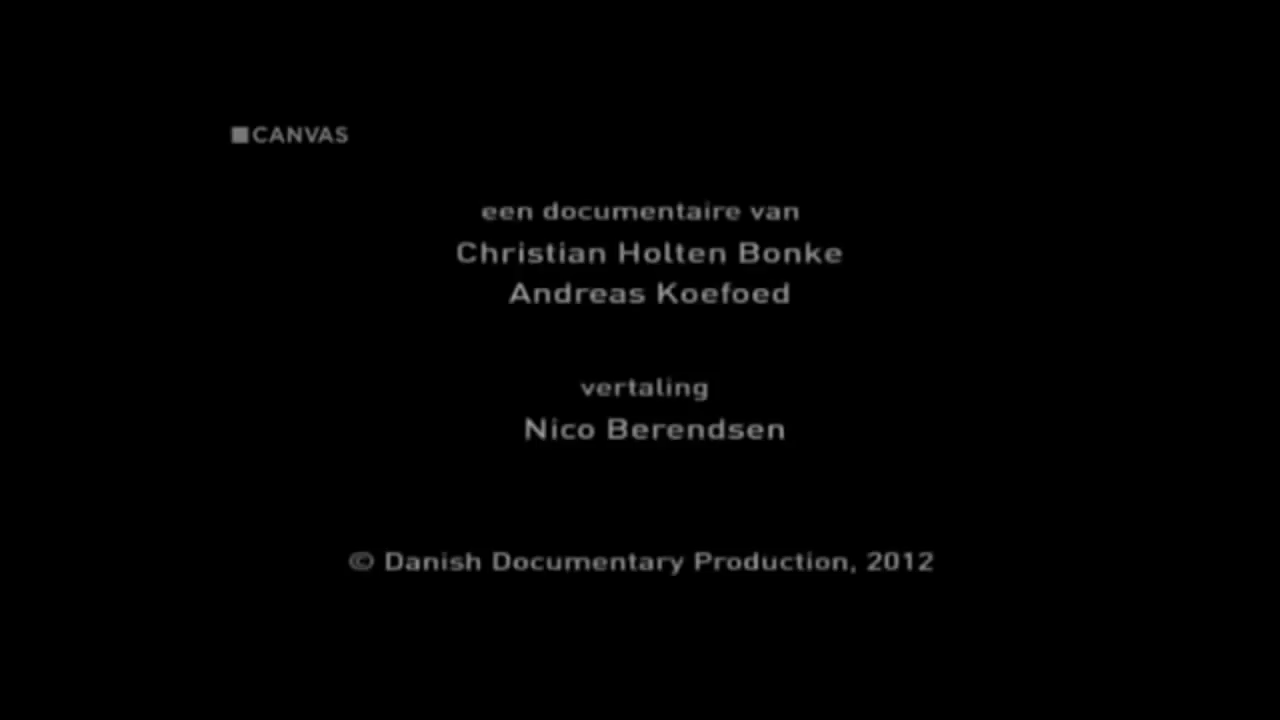 CANVAS
een documentaire van
Christian Holten Bonke
Andreas Koefoed
vertaling
Nico Berendsen
© Danish Documentary Production, 2012